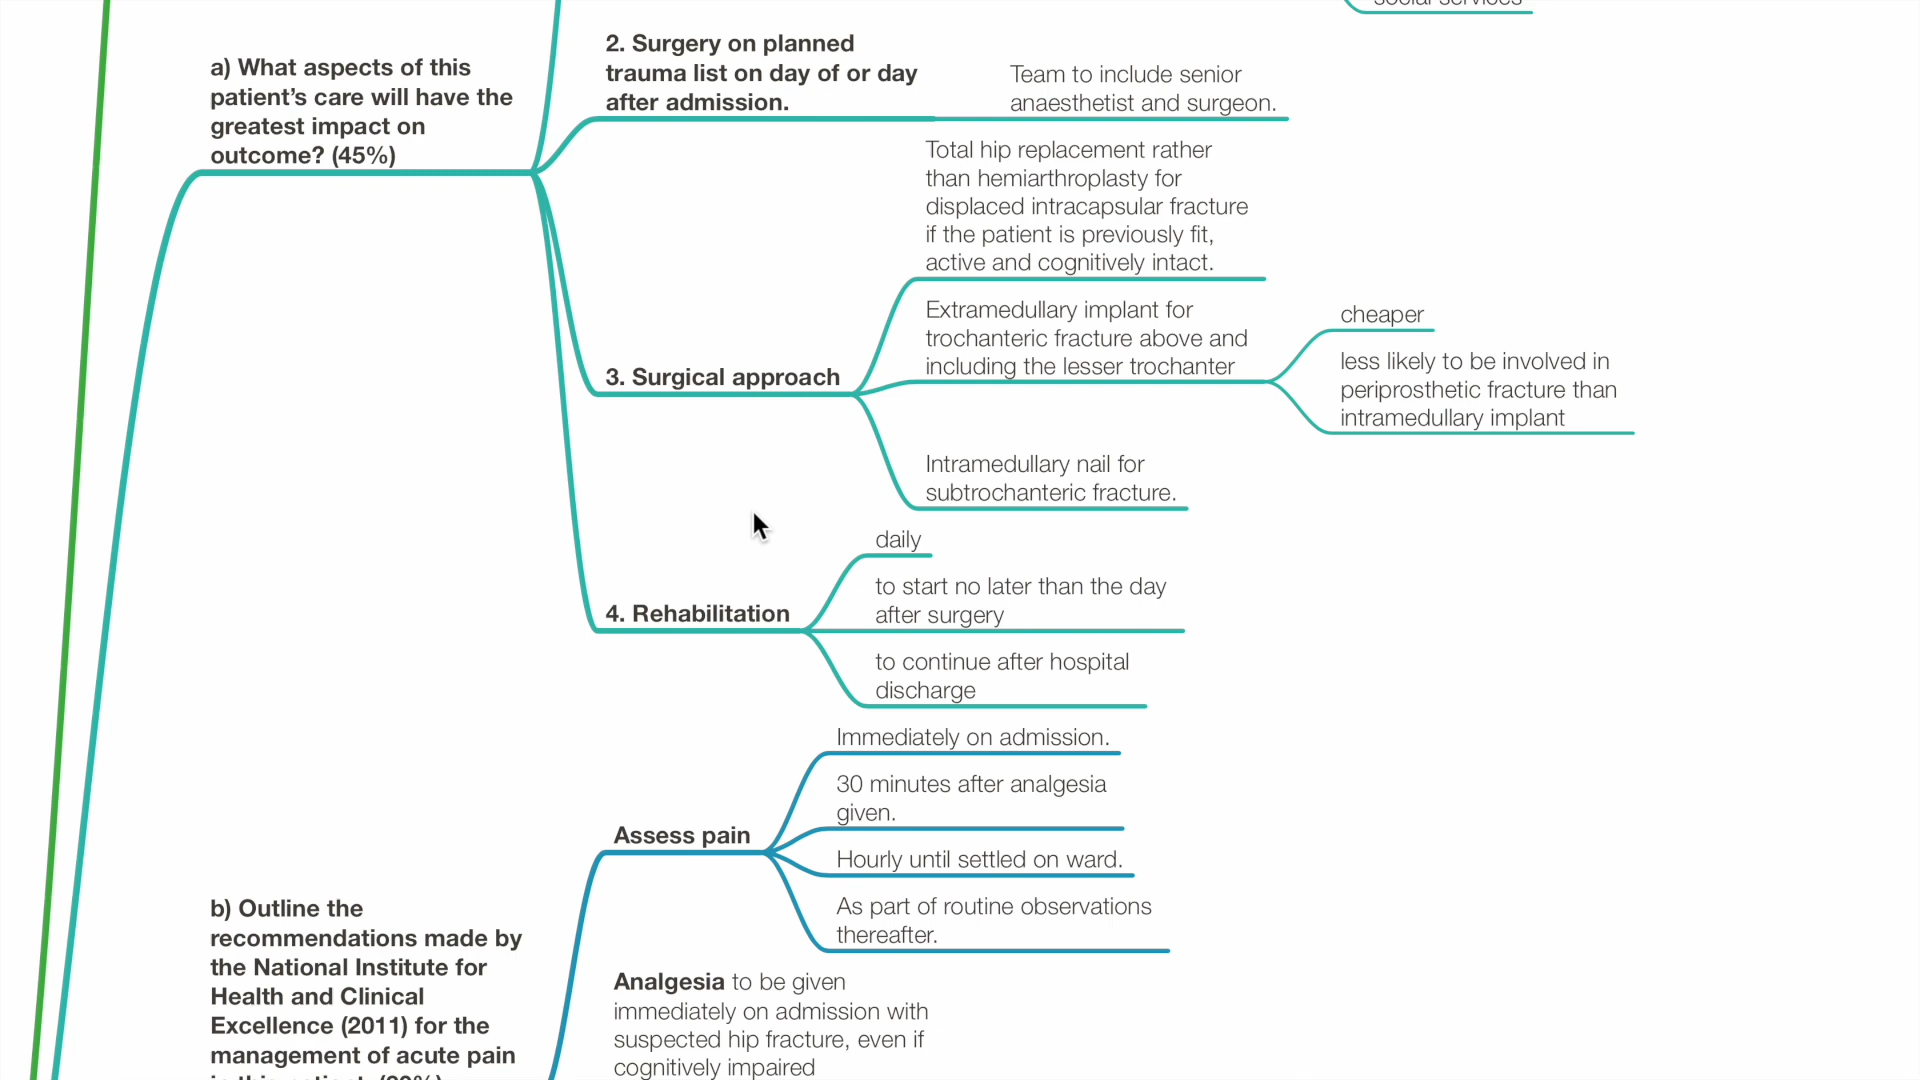 social services
a) What aspects of this
patient's care will have the
greatest impact on
outcome? (45%)
2. Surgery on planned
trauma list on day of or day
after admission.
Team to include senior
anaesthetist and surgeon.
3. Surgical approach
Total hip replacement rather
than hemiarthroplasty for
displaced intracapsular fracture
if the patient is previously fit,
active and cognitively intact.
Extramedullary implant for
trochanteric fracture above and
including the lesser trochanter
cheaper
less likely to be involved in
periprosthetic fracture than
intramedullary implant
Intramedullary nail for
subtrochanteric fracture.
4. Rehabilitation
daily
to start no later than the day
after surgery
to continue after hospital
discharge
b) Outline the
recommendations made by
the National Institute for
Health and Clinical
Excellence (2011) for the
management of acute pain
Assess pain
Immediately on admission.
30 minutes after analgesia
given.
Hourly until settled on ward.
As part of routine observations
thereafter.
Analgesia to be given
immediately on admission with
suspected hip fracture, even if
cognitively impaired